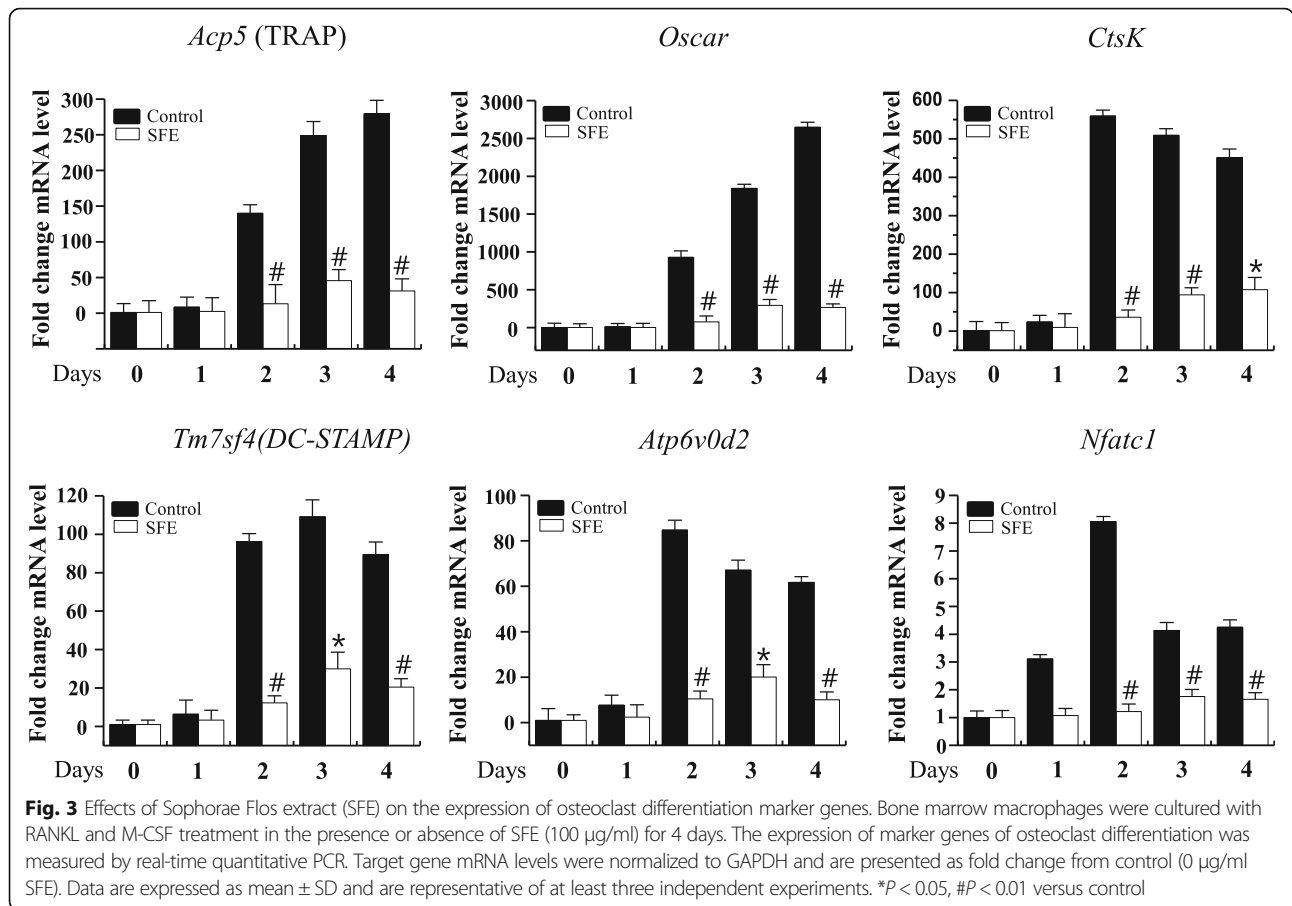 Acp5 (TRAP)
Oscar
CtsK
Fold change mRNA level
300
250
200
150
100
50
0
Control
SFE
#
#
#
Days 0 1 2 3 4
Fold change mRNA level
3000
2500
2000
1500
1000
500
0
Control
SFE
#
#
#
0 1 2 3 4
Fold change mRNA level
600
500
400
300
200
100
0
Control
SFE
#
#
*
0 1 2 3 4
Tm7sf4(DC-STAMP)
Atp6v0d2
Nfatc1
Fold change mRNA level
120
100
80
60
40
20
0
Control
SFE
#
*
#
Days 0 1 2 3 4
Fold change mRNA level
100
80
60
40
20
0
Control
SFE
#
*
#
0 1 2 3 4
Fold change mRNA level
9
8
7
6
5
4
3
2
1
0
Control
SFE
#
#
#
0 1 2 3 4
Fig. 3 Effects of Sophorae Flos extract (SFE) on the expression of osteoclast differentiation marker genes. Bone marrow macrophages were cultured with
RANKL and M-CSF treatment in the presence or absence of SFE (100 μg/ml) for 4 days. The expression of marker genes of osteoclast differentiation was
measured by real-time quantitative PCR. Target gene mRNA levels were normalized to GAPDH and are presented as fold change from control (0 μg/ml
SFE). Data are expressed as mean ± SD and are representative of at least three independent experiments. *P < 0.05, #P < 0.01 versus control